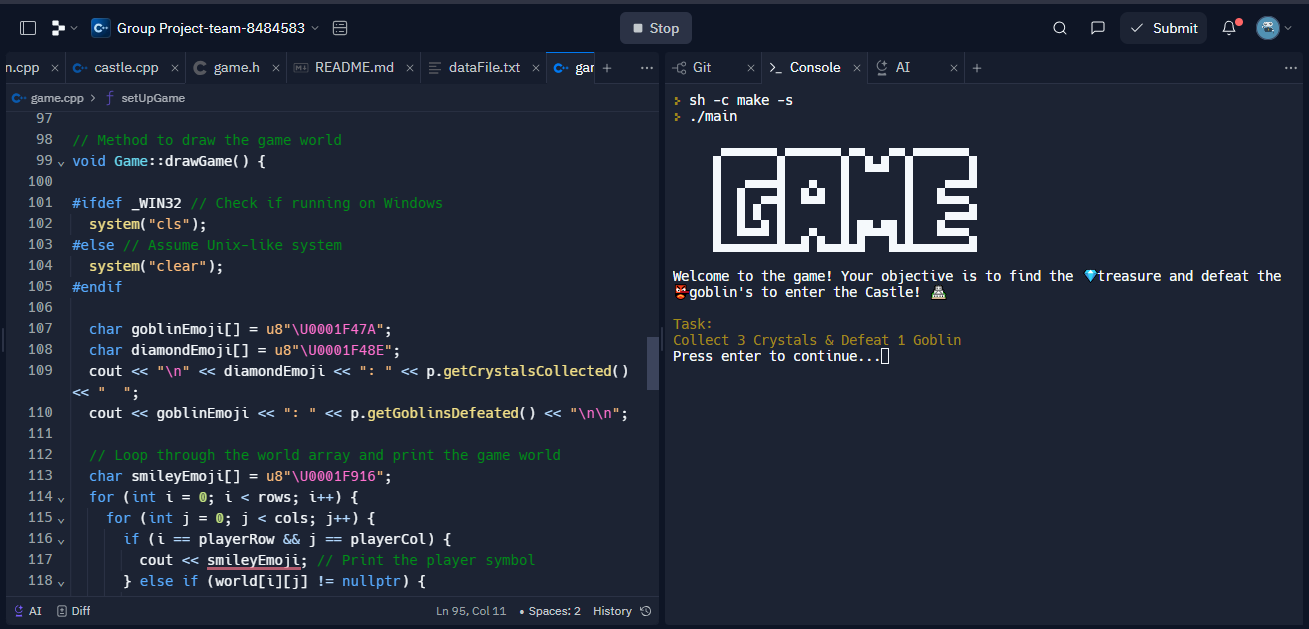 Group Project-team-8484583
Stop
Submit
n.cpp
castle.cpp
game.h
README.md
dataFile.txt
gar
game.cpp > setUpGame
97
98 // Method to draw the game world
99 void Game::drawGame() {
100
101 #ifdef _WIN32 // Check if running on Windows
102 system("cls");
103 #else // Assume Unix-like system
104 system("clear");
105 #endif
106
107 char goblinEmoji[] = u8"\U0001F47A";
108 char diamondEmoji[] = u8"\U0001F48E";
109 cout << "\n" << diamondEmoji << ": " << p.getCrystalsCollected()
<< "  ";
110 cout << goblinEmoji << ": " << p.getGoblinsDefeated() << "\n\n";
111
112 // Loop through the world array and print the game world
113 char smileyEmoji[] = u8"\U0001F916";
114 for (int i = 0; i < rows; i++) {
115 for (int j = 0; j < cols; j++) {
116 if (i == playerRow && j == playerCol) {
117 cout << smileyEmoji; // Print the player symbol
118 } else if (world[i][j] != nullptr) {
AI
Diff
Ln 95, Col 11
Spaces: 2
History
Git
Console
AI
sh -c make -s
./main
GAME
Welcome to the game! Your objective is to find the 💎treasure and defeat the
👺goblin's to enter the Castle! 🏯
Task:
Collect 3 Crystals & Defeat 1 Goblin
Press enter to continue...